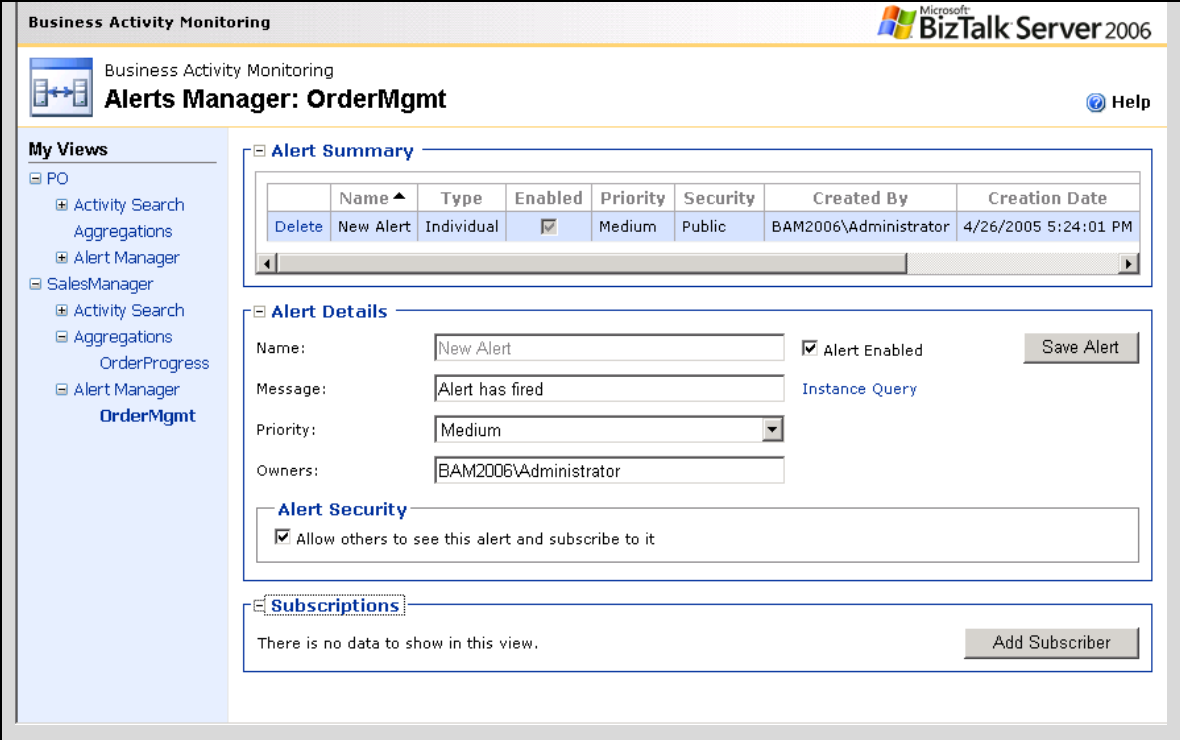 Business Activity Monitoring
Microsoft
BizTalk Server 2006
Business Activity Monitoring
Alerts Manager: OrderMgmt
Help
My Views
PO
Activity Search
Aggregations
Alert Manager
SalesManager
Activity Search
Aggregations
OrderProgress
Alert Manager
OrderMgmt
Alert Summary
Name Type Enabled Priority Security Created By Creation Date
Delete New Alert Individual Medium Public BAM2006\Administrator 4/26/2005 5:24:01 PM
Alert Details
Name: New Alert Alert Enabled Save Alert
Message: Alert has fired Instance Query
Priority: Medium
Owners: BAM2006\Administrator
Alert Security
Allow others to see this alert and subscribe to it
Subscriptions
There is no data to show in this view. Add Subscriber